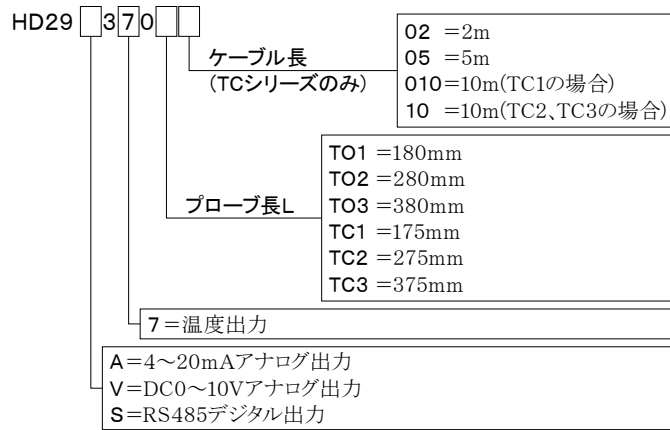 HD29 370
ケーブル長
(TCシリーズのみ)
02 =2m
05 =5m
010=10m(TC1の場合)
10 =10m(TC2、TC3の場合)
プローブ長L
TO1 =180mm
TO2 =280mm
TO3 =380mm
TC1 =175mm
TC2 =275mm
TC3 =375mm
7=温度出力
A=4～20mAアナログ出力
V=DC0～10Vアナログ出力
S=RS485デジタル出力